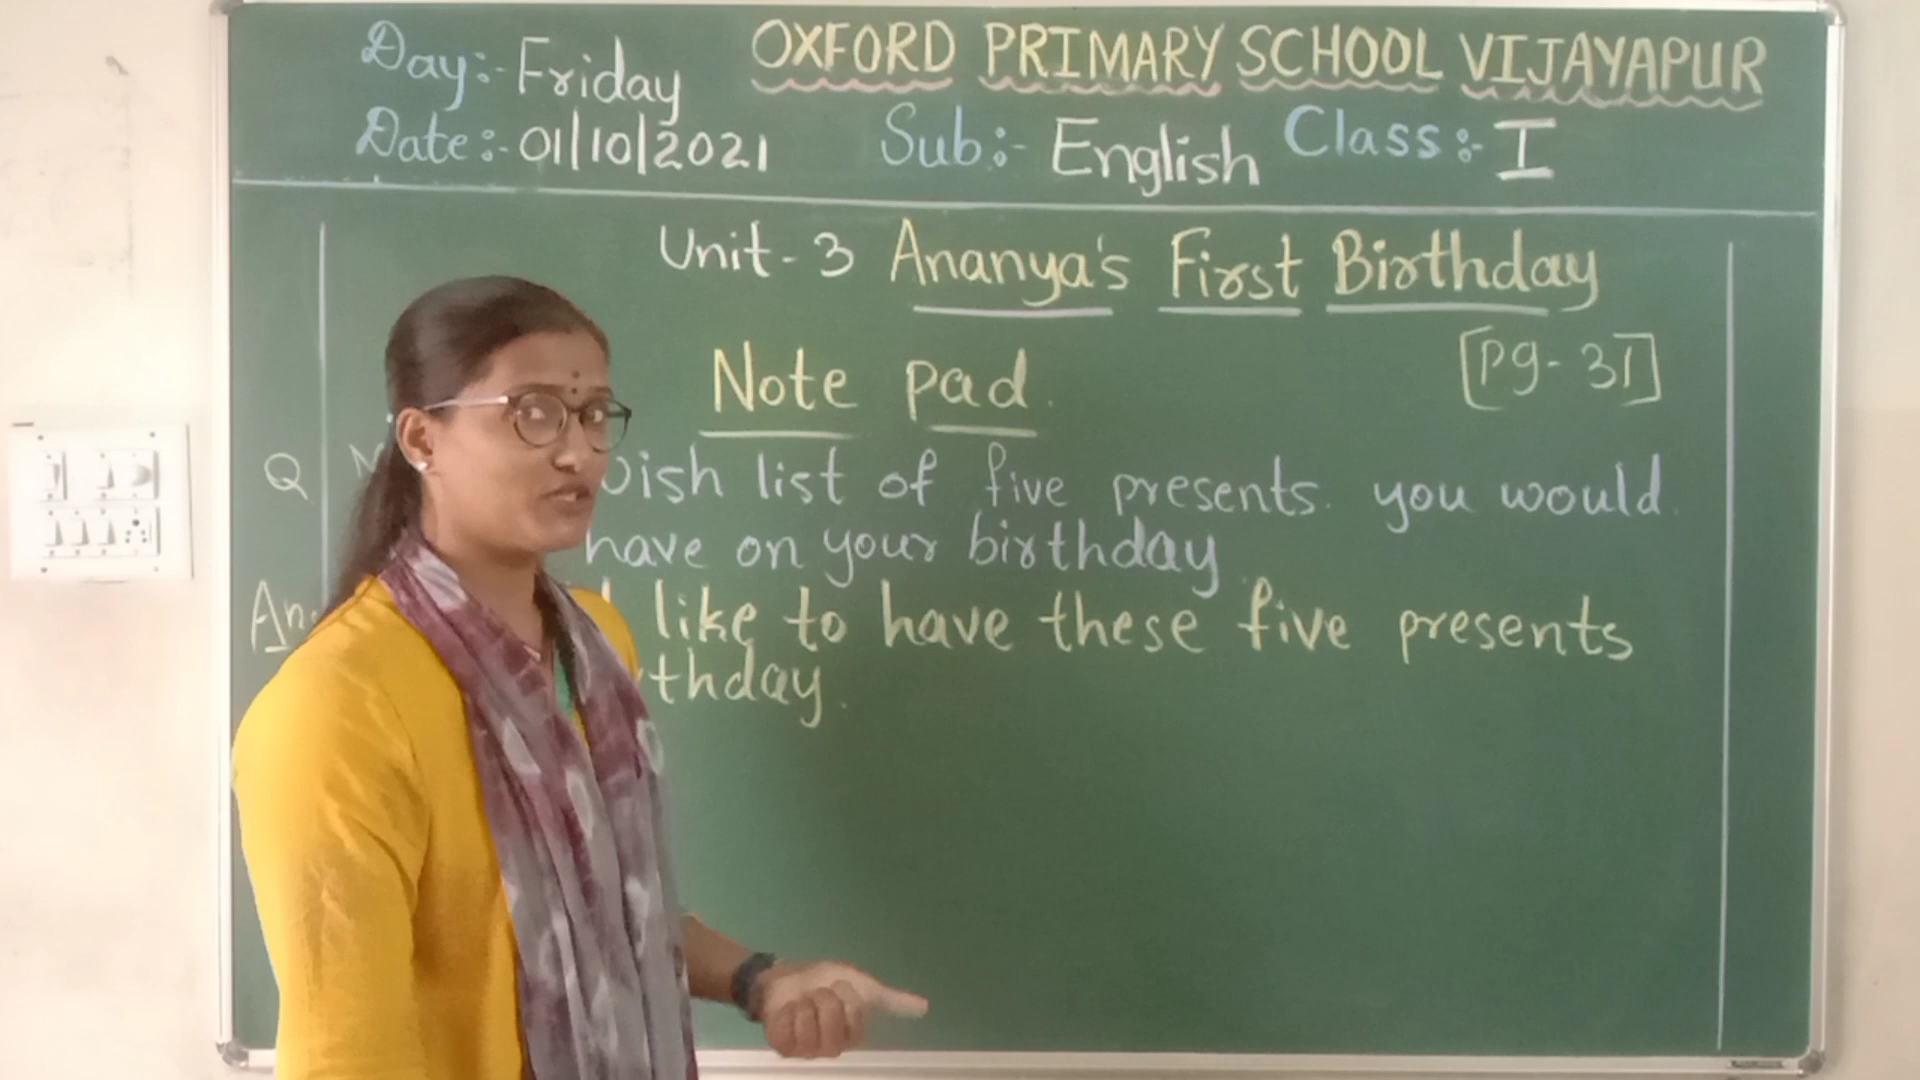 OXFORD PRIMARY SCHOOL VIJAYAPUR
Day:- Friday
Date:- 01/10/2021 Sub:- English Class:- I
Unit-3 Ananya's First Birthday
Note pad. [Pg-31]
Q list of five presents. you would
have on your birthday
like to have these five presents